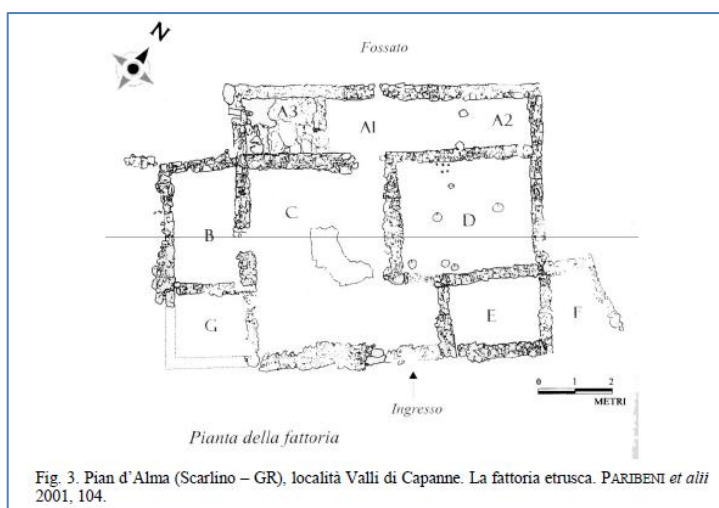 N
Fossato
A3
A1
A2
B
C
D
G
E
F
0 1 2
METRI
Ingresso
Pianta della fattoria
Fig. 3. Pian d’Alma (Scarlino – GR), località Valli di Capanne. La fattoria etrusca. PARIBENI et alii
2001, 104.